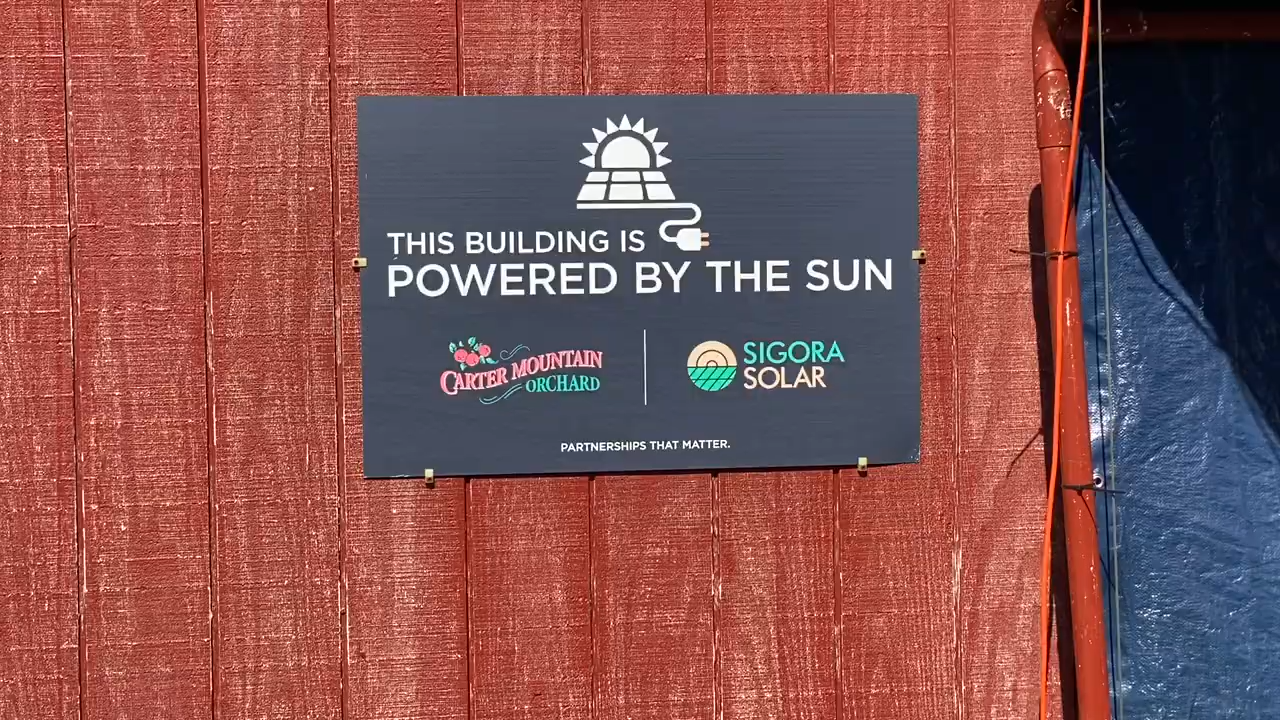 THIS BUILDING IS
POWERED BY THE SUN
CARTER MOUNTAIN
ORCHARD
SIGORA
SOLAR
PARTNERSHIPS THAT MATTER.